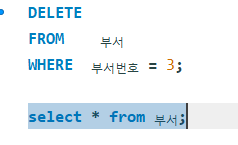 DELETE
FROM 부서
WHERE 부서번호 = 3;
select * from 부서;